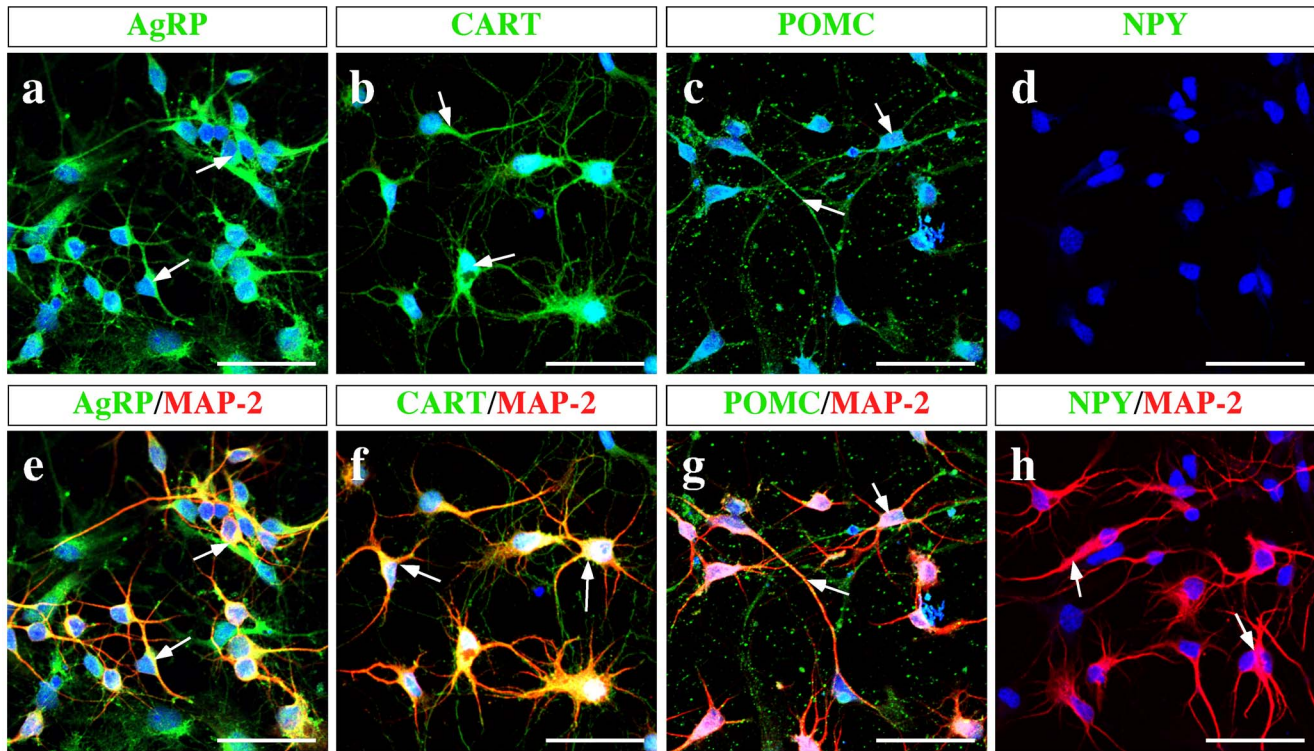 AgRP
CART
POMC
NPY
a
b
c
d
AgRP/MAP-2
CART/MAP-2
POMC/MAP-2
NPY/MAP-2
e
f
g
h